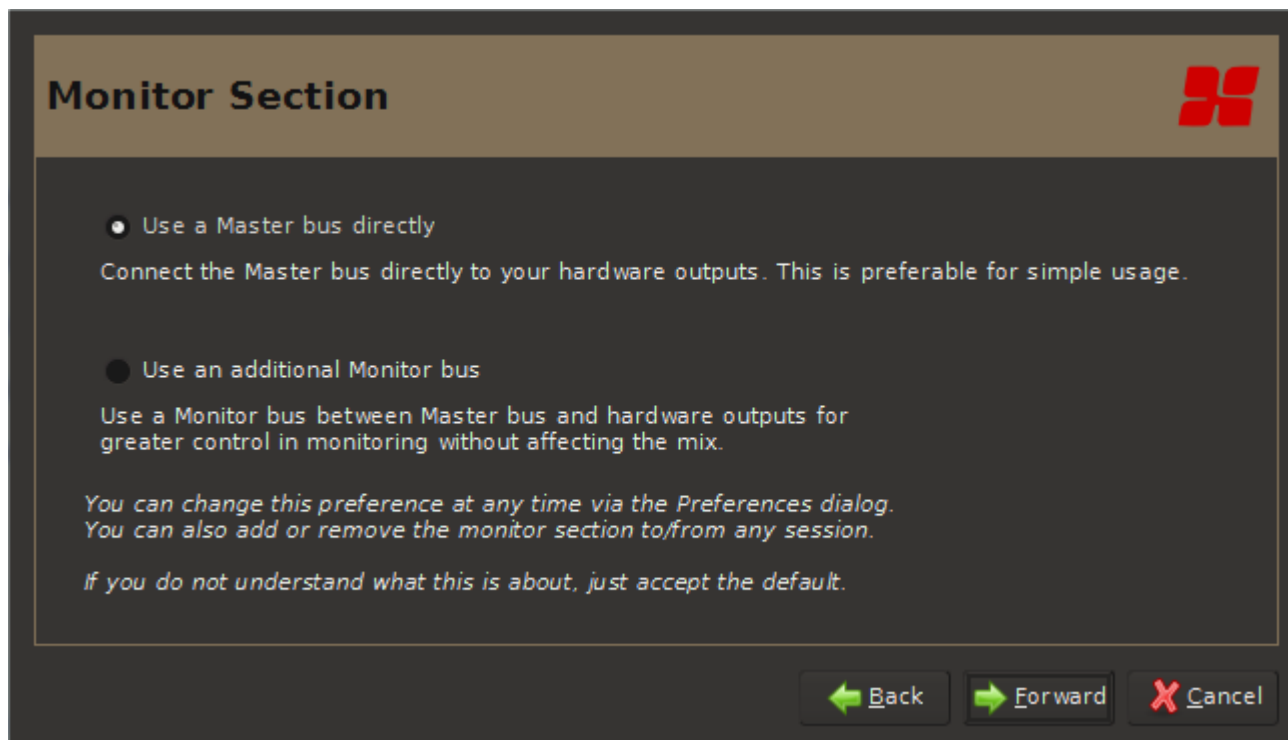 Monitor Section
Use a Master bus directly
Connect the Master bus directly to your hardware outputs. This is preferable for simple usage.
Use an additional Monitor bus
Use a Monitor bus between Master bus and hardware outputs for
greater control in monitoring without affecting the mix.
You can change this preference at any time via the Preferences dialog.
You can also add or remove the monitor section to/from any session.
If you do not understand what this is about, just accept the default.
Back
Forward
Cancel